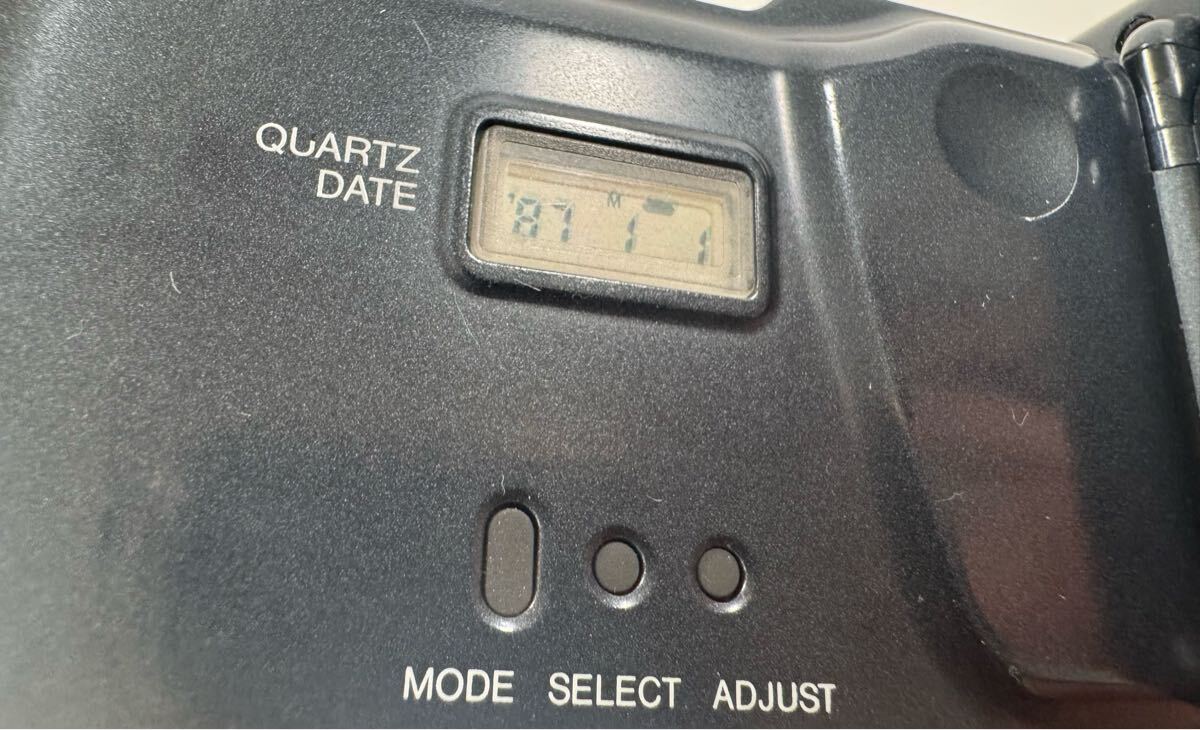 QUARTZ
DATE
'87 M 1 1
MODE SELECT ADJUST